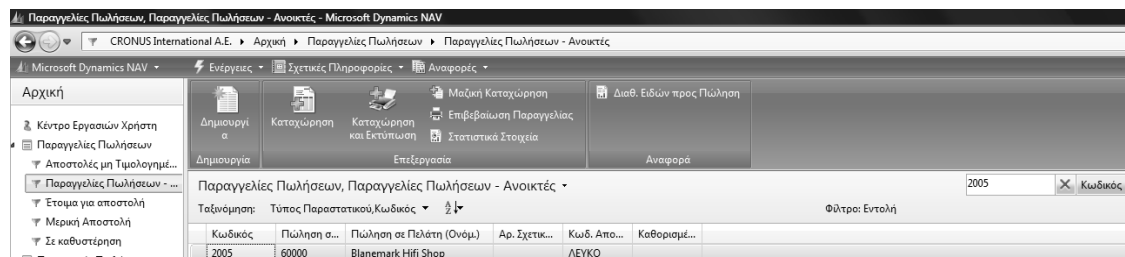 Παραγγελίες Πωλήσεων, Παραγγελίες Πωλήσεων - Ανοικτές - Microsoft Dynamics NAV
CRONUS International A.E. Αρχική Παραγγελίες Πωλήσεων Παραγγελίες Πωλήσεων - Ανοικτές
Microsoft Dynamics NAV Ενέργειες Σχετικές Πληροφορίες Αναφορές
Αρχική
Κέντρο Εργασιών Χρήστη
Παραγγελίες Πωλήσεων
Αποστολές μη Τιμολογημέ...
Παραγγελίες Πωλήσεων - ...
Έτοιμα για αποστολή
Μερική Αποστολή
Σε καθυστέρηση
Δημιουργί
α
Καταχώρηση
Καταχώρηση
και Εκτύπωση
Μαζική Καταχώρηση
Επιβεβαίωση Παραγγελίας
Στατιστικά Στοιχεία
Διαθ. Ειδών προς Πώληση
Δημιουργία Επεξεργασία Αναφορά
Παραγγελίες Πωλήσεων, Παραγγελίες Πωλήσεων - Ανοικτές 2005 Κωδικός
Ταξινόμηση: Τύπος Παραστατικού,Κωδικός Φίλτρο: Εντολή
Κωδικός Πώληση σ... Πώληση σε Πελάτη (Ονόμ.) Αρ. Σχετικ... Κωδ. Απο... Καθορισμέ...
2005 60000 Blanemark Hifi Shop ΛΕΥΚΟ